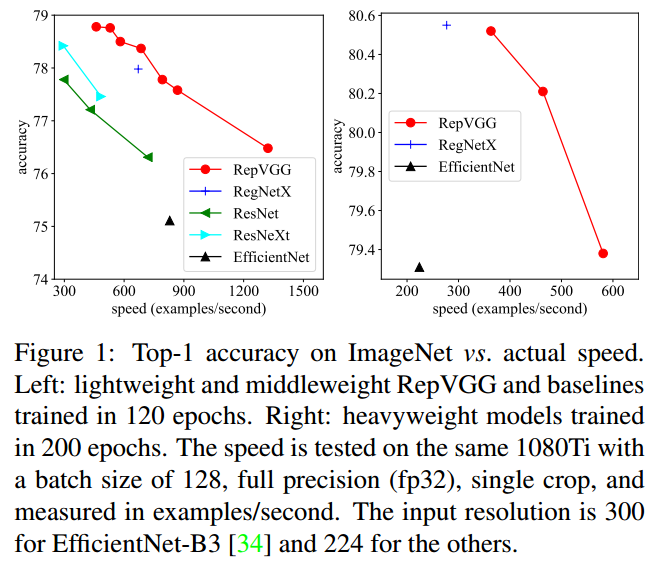 79
78
77
76
75
74
accuracy
300
600
900
1200
1500
speed (examples/second)
RepVGG
RegNetX
ResNet
ResNeXt
EfficientNet
80.6
80.4
80.2
80.0
79.8
79.6
79.4
accuracy
200
300
400
500
600
speed (examples/second)
RepVGG
RegNetX
EfficientNet
Figure 1: Top-1 accuracy on ImageNet vs. actual speed.
Left: lightweight and middleweight RepVGG and baselines
trained in 120 epochs. Right: heavyweight models trained
in 200 epochs. The speed is tested on the same 1080Ti with
a batch size of 128, full precision (fp32), single crop, and
measured in examples/second. The input resolution is 300
for EfficientNet-B3 [34] and 224 for the others.